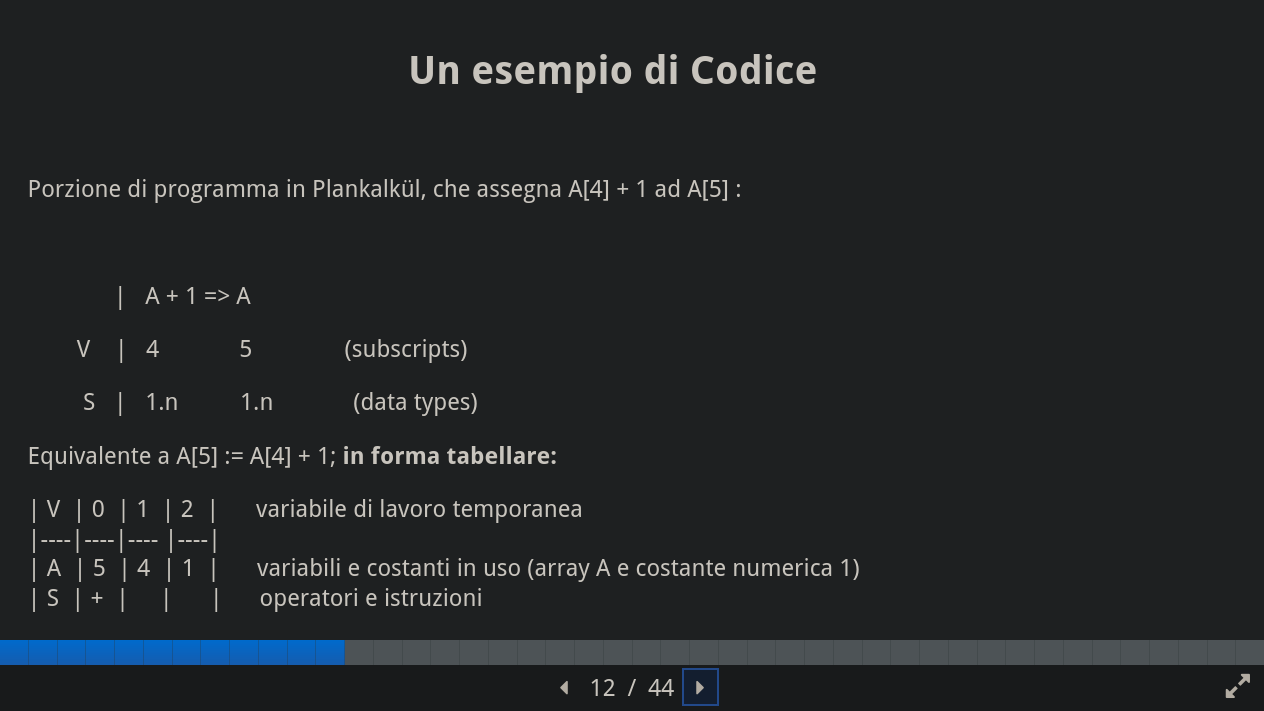 Un esempio di Codice
Porzione di programma in Plankalkül, che assegna A[4] + 1 ad A[5] :
| A + 1 => A
V | 4 5 (subscripts)
S | 1.n 1.n (data types)
Equivalente a A[5] := A[4] + 1; in forma tabellare:
| V | 0 | 1 | 2 | variabile di lavoro temporanea
|----|----|---- |----|
| A | 5 | 4 | 1 | variabili e costanti in uso (array A e costante numerica 1)
| S | + | | | operatori e istruzioni
12 / 44